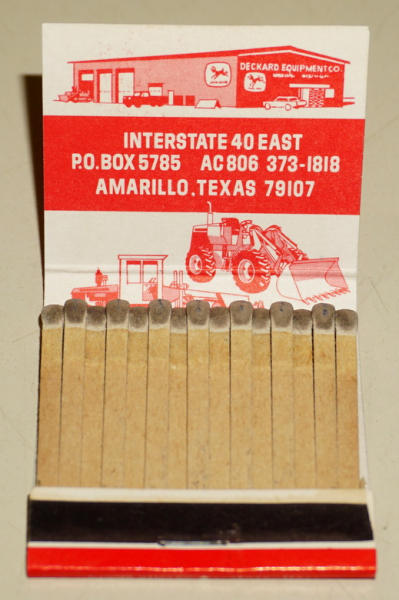 DECKARD EQUIPMENT CO.
INTERSTATE 40 EAST
P.O. BOX 5785 AC 806 373-1818
AMARILLO, TEXAS 79107